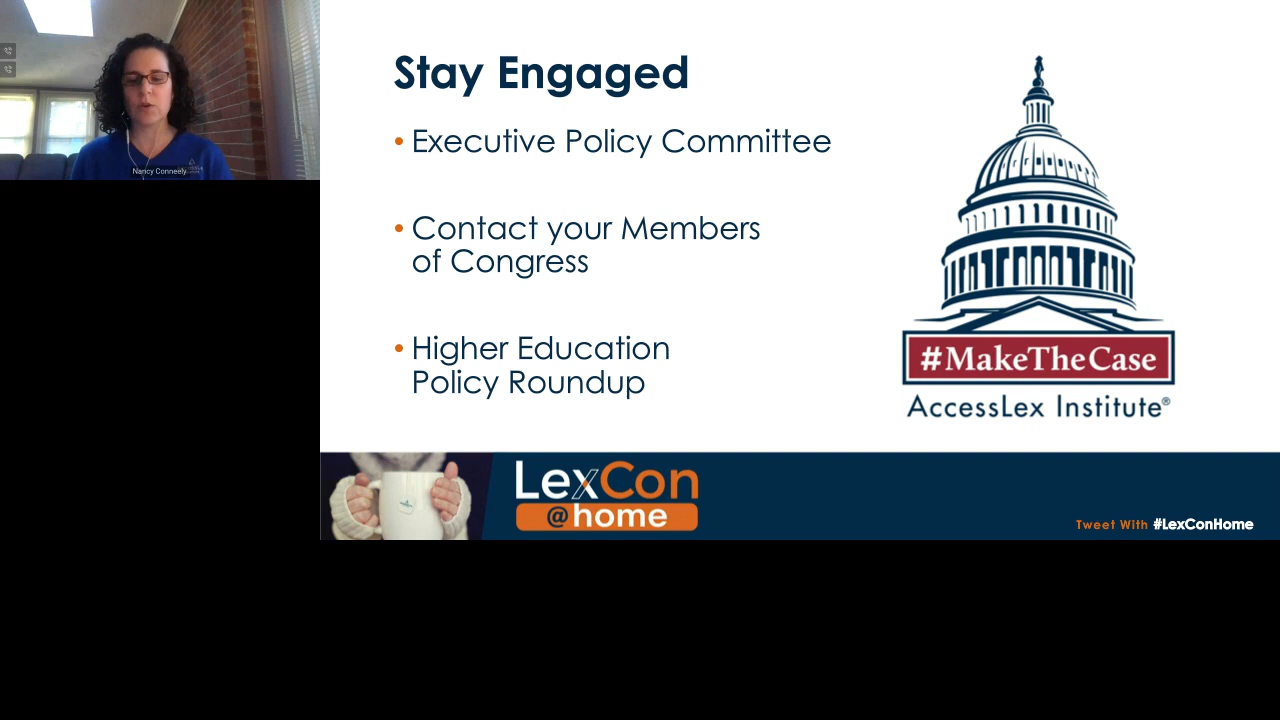 Nancy Conneely
Stay Engaged
• Executive Policy Committee
• Contact your Members
of Congress
• Higher Education
Policy Roundup
#MakeTheCase
AccessLex Institute®
LexCon
@home
Tweet With #LexConHome